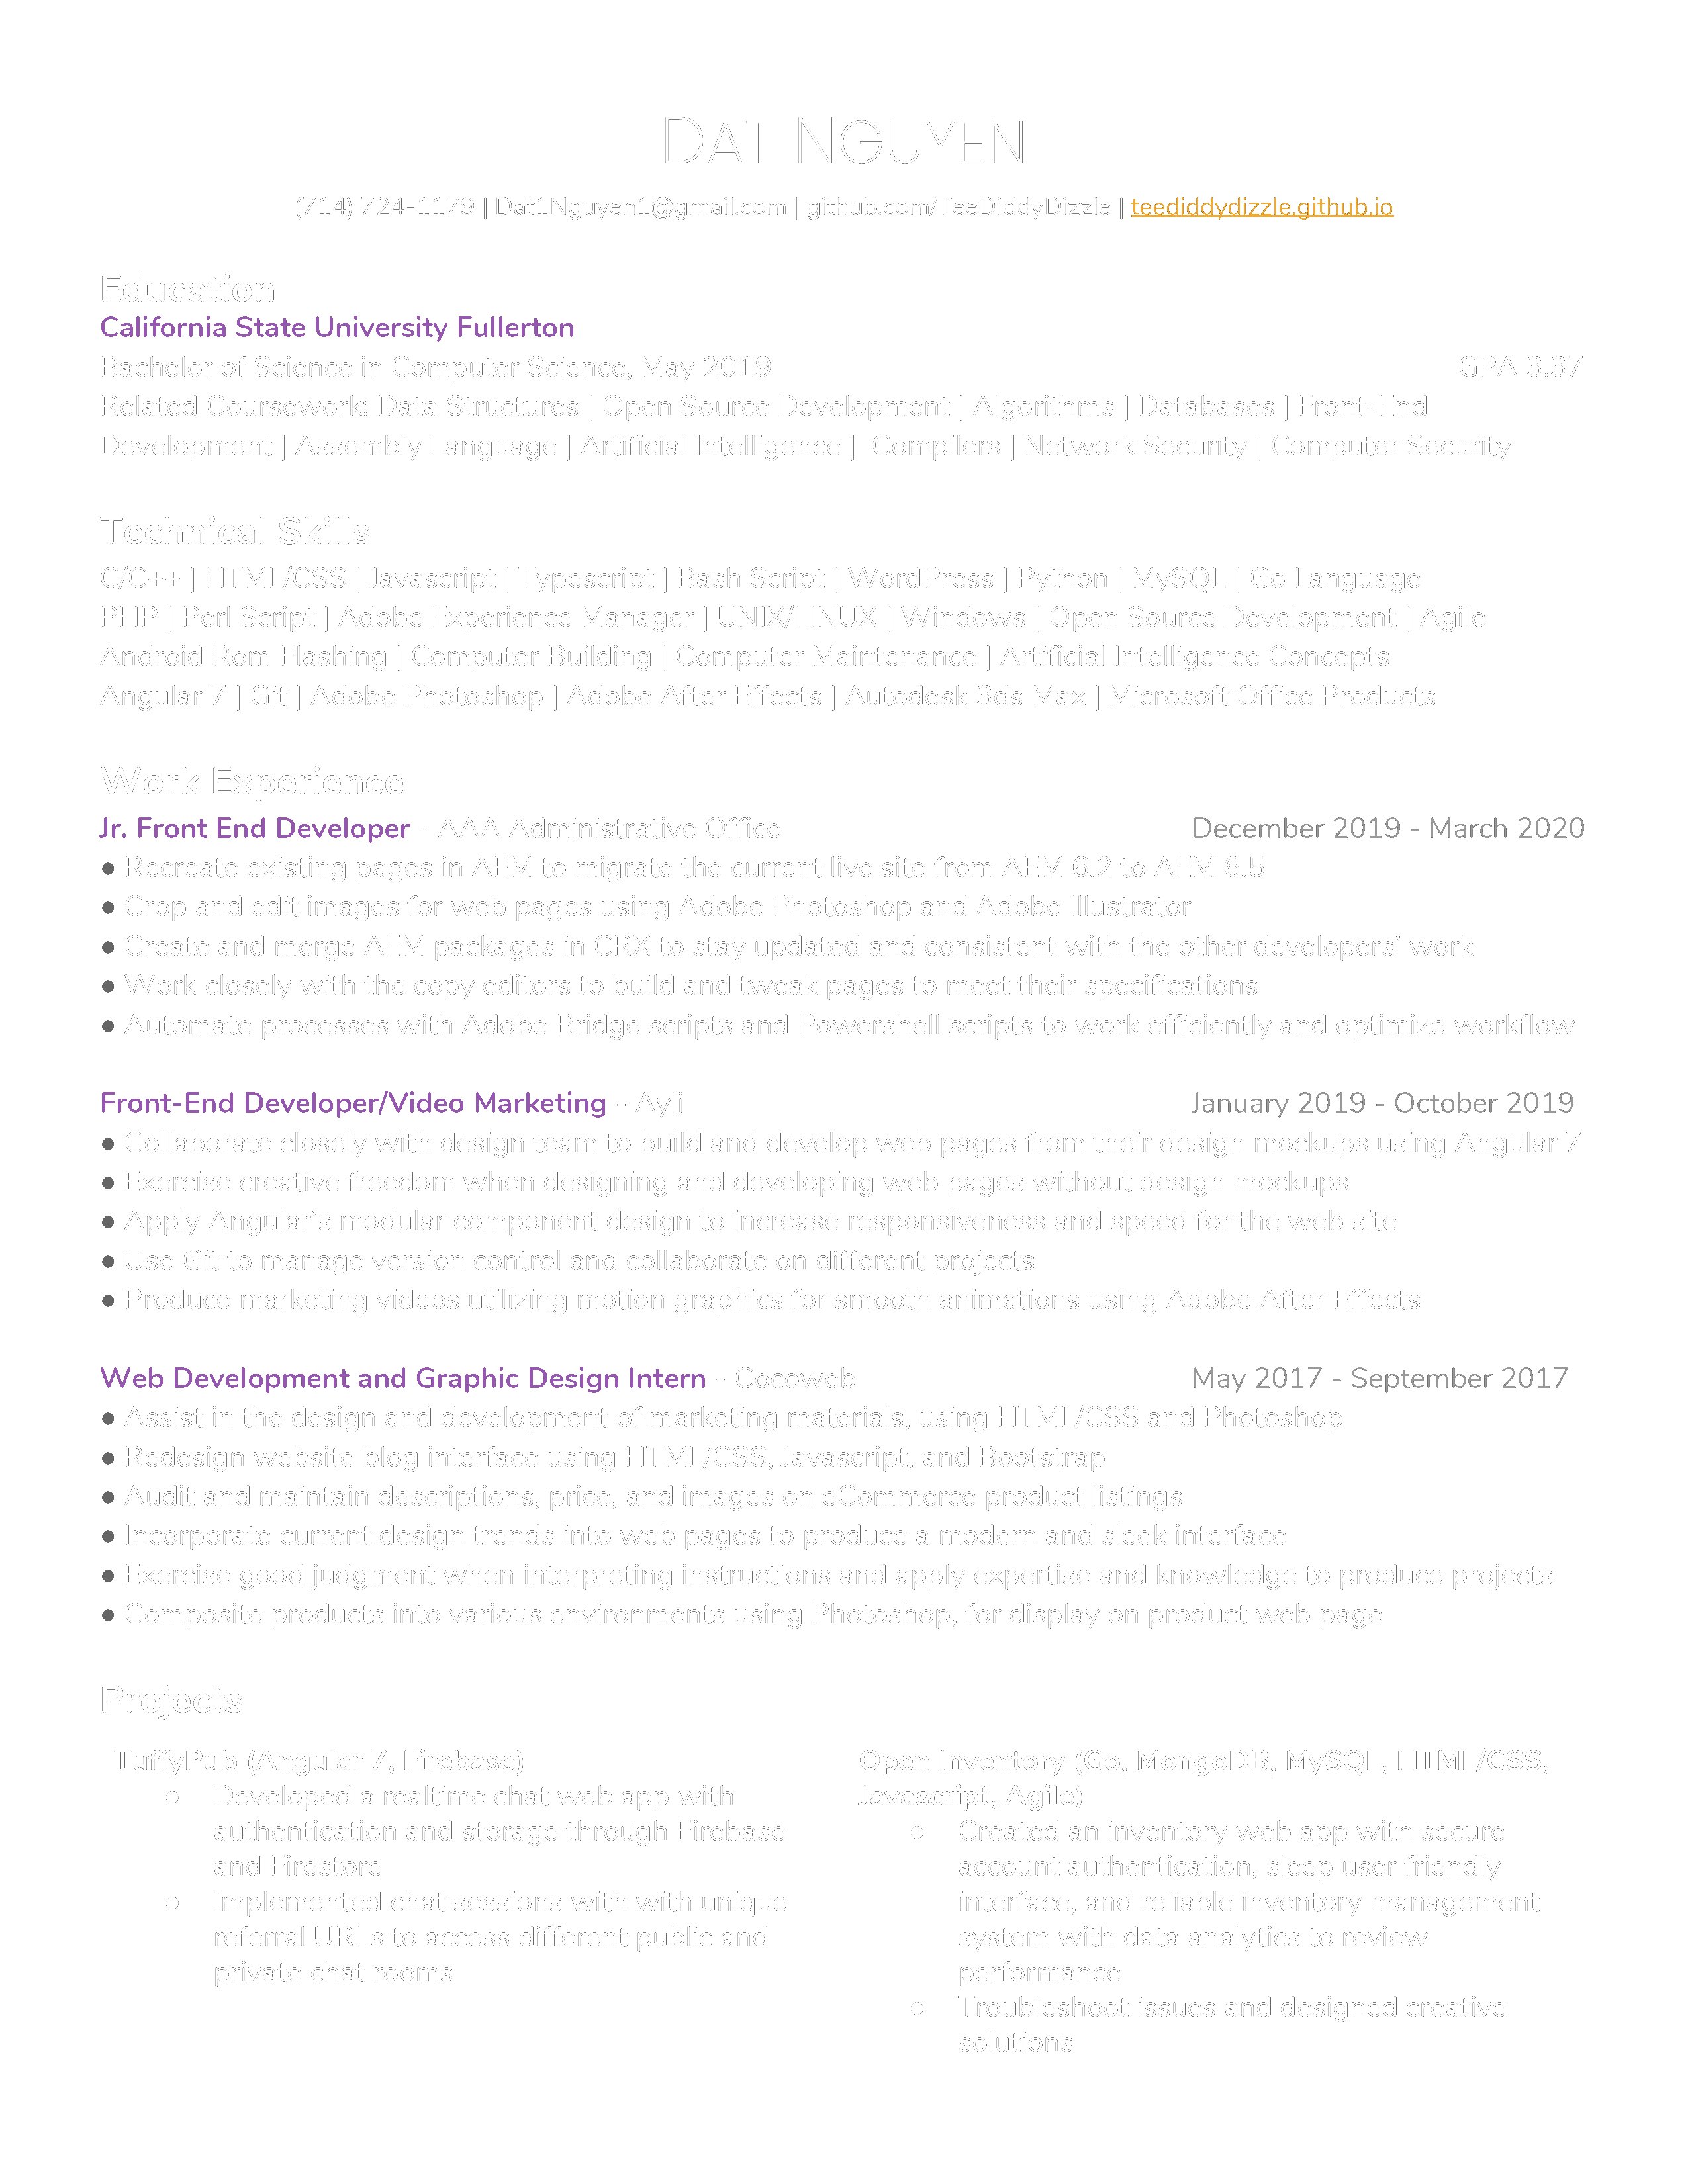 DAT NGUYEN
(714) 724-1179 | Dat1Nguyen1@gmail.com | github.com/TeeDiddyDizzle | teediddydizzle.github.io
Education
California State University Fullerton
Bachelor of Science in Computer Science, May 2019 GPA 3.37
Related Coursework: Data Structures | Open Source Development | Algorithms | Databases | Front-End
Development | Assembly Language | Artificial Intelligence | Compilers | Network Security | Computer Security
Technical Skills
C/C++ | HTML/CSS | Javascript | Typescript | Bash Script | WordPress | Python | MySQL | Go Language
PHP | Perl Script | Adobe Experience Manager | UNIX/LINUX | Windows | Open Source Development | Agile
Android Rom Flashing | Computer Building | Computer Maintenance | Artificial Intelligence Concepts
Angular 7 | Git | Adobe Photoshop | Adobe After Effects | Autodesk 3ds Max | Microsoft Office Products
Work Experience
Jr. Front End Developer - AAA Administrative Office December 2019 - March 2020
● Recreate existing pages in AEM to migrate the current live site from AEM 6.2 to AEM 6.5
● Crop and edit images for web pages using Adobe Photoshop and Adobe Illustrator
● Create and merge AEM packages in CRX to stay updated and consistent with the other developers' work
● Work closely with the copy editors to build and tweak pages to meet their specifications
● Automate processes with Adobe Bridge scripts and Powershell scripts to work efficiently and optimize workflow
Front-End Developer/Video Marketing - Ayli January 2019 - October 2019
● Collaborate closely with design team to build and develop web pages from their design mockups using Angular 7
● Exercise creative freedom when designing and developing web pages without design mockups
● Apply Angular's modular component design to increase responsiveness and speed for the web site
● Use Git to manage version control and collaborate on different projects
● Produce marketing videos utilizing motion graphics for smooth animations using Adobe After Effects
Web Development and Graphic Design Intern - Cocoweb May 2017 - September 2017
● Assist in the design and development of marketing materials, using HTML/CSS and Photoshop
● Redesign website blog interface using HTML/CSS, Javascript, and Bootstrap
● Audit and maintain descriptions, price, and images on eCommerce product listings
● Incorporate current design trends into web pages to produce a modern and sleek interface
● Exercise good judgment when interpreting instructions and apply expertise and knowledge to produce projects
● Composite products into various environments using Photoshop, for display on product web page
Projects
TuffyPub (Angular 7, Firebase)
○ Developed a realtime chat web app with
authentication and storage through Firebase
and Firestore
○ Implemented chat sessions with with unique
referral URLs to access different public and
private chat rooms
Open Inventory (Go, MongoDB, MySQL, HTML/CSS,
Javascript, Agile)
○ Created an inventory web app with secure
account authentication, sleep user friendly
interface, and reliable inventory management
system with data analytics to review
performance
○ Troubleshoot issues and designed creative
solutions